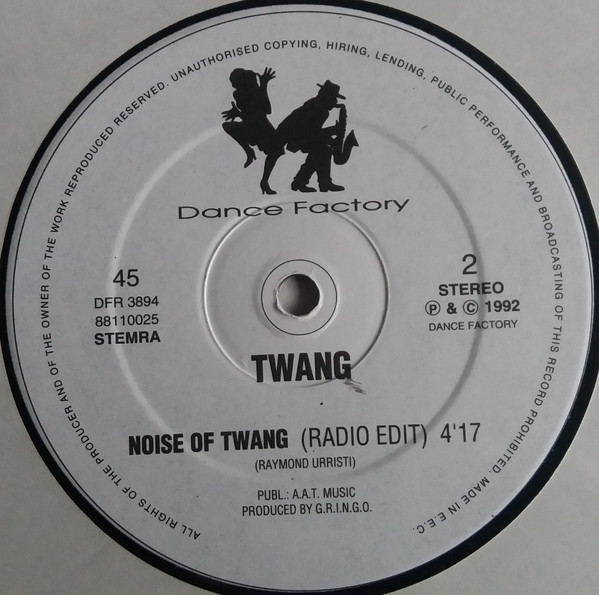 ALL RIGHTS OF THE PRODUCER AND OF THE OWNER OF THE WORK REPRODUCED RESERVED. UNAUTHORISED COPYING, HIRING, LENDING, PUBLIC PERFORMANCE AND BROADCASTING OF THIS RECORD PROHIBITED. MADE IN E.E.C.
Dance Factory
45
DFR 3894
88110025
STEMRA
2
STEREO
Ⓟ & © 1992
DANCE FACTORY
TWANG
NOISE OF TWANG (RADIO EDIT) 4'17
(RAYMOND URRISTI)
PUBL.: A.A.T. MUSIC
PRODUCED BY G.R.I.N.G.O.